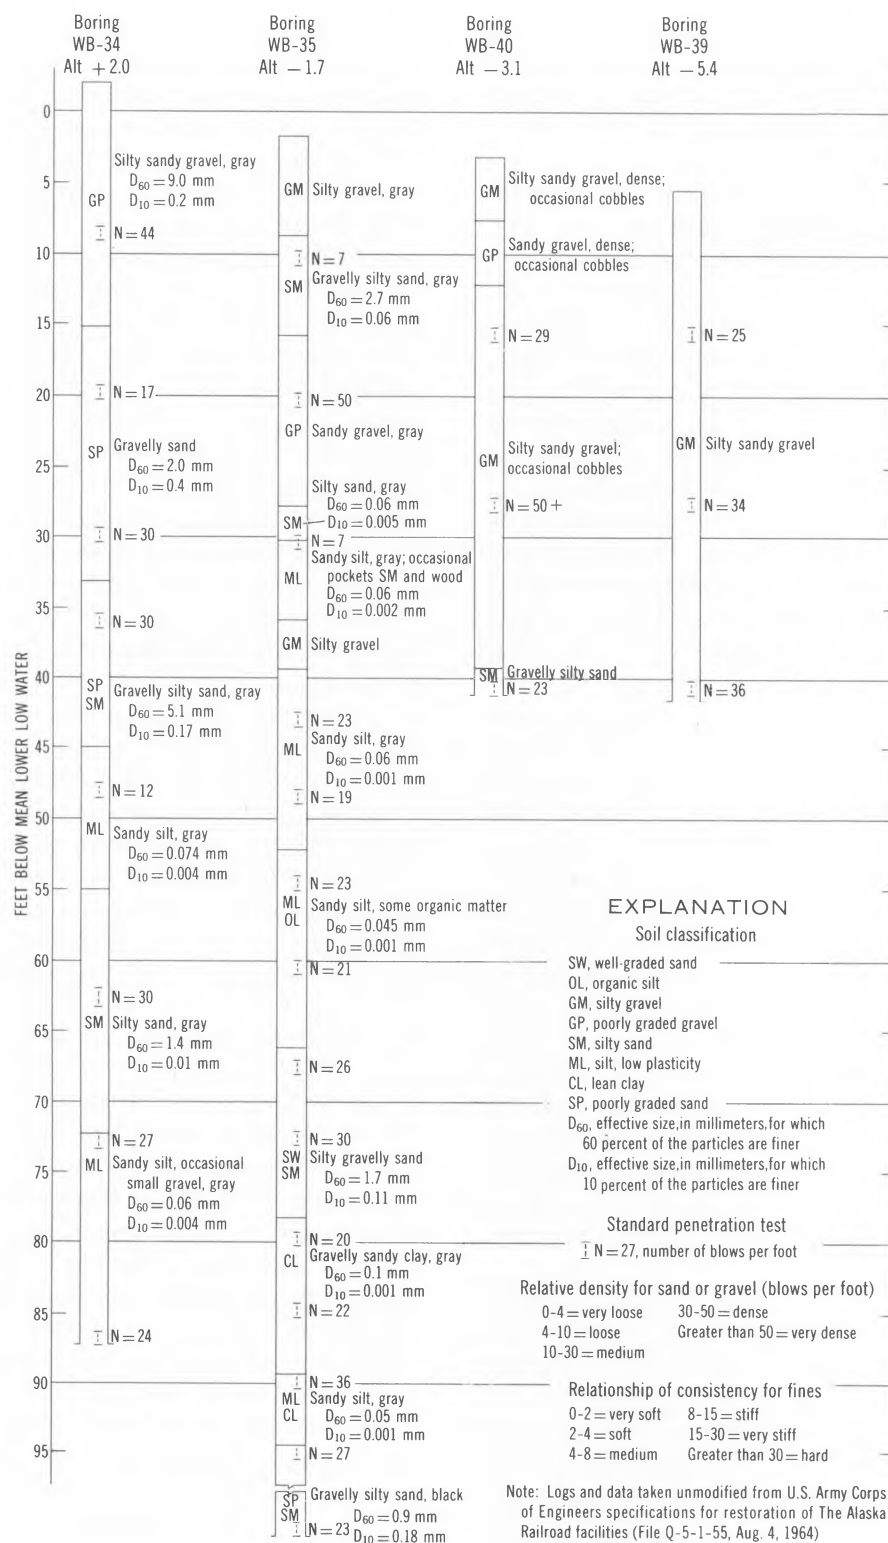 Boring
WB-34
Alt +2.0
Boring
WB-35
Alt −1.7
Boring
WB-40
Alt −3.1
Boring
WB-39
Alt −5.4
FEET BELOW MEAN LOWER LOW WATER
0
5
10
15
20
25
30
35
40
45
50
55
60
65
70
75
80
85
90
95
Silty sandy gravel, gray
D60=9.0 mm
D10=0.2 mm
GP
N=44
N=17
SP
Gravelly sand
D60=2.0 mm
D10=0.4 mm
N=30
N=30
SP
SM
Gravelly silty sand, gray
D60=5.1 mm
D10=0.17 mm
N=12
ML
Sandy silt, gray
D60=0.074 mm
D10=0.004 mm
N=30
SM Silty sand, gray
D60=1.4 mm
D10=0.01 mm
N=27
ML Sandy silt, occasional
small gravel, gray
D60=0.06 mm
D10=0.004 mm
N=24
GM Silty gravel, gray
N=7
SM
Gravelly silty sand, gray
D60=2.7 mm
D10=0.06 mm
N=50
GP Sandy gravel, gray
Silty sand, gray
D60=0.06 mm
SM D10=0.005 mm
N=7
ML
Sandy silt, gray; occasional
pockets SM and wood
D60=0.06 mm
D10=0.002 mm
GM Silty gravel
N=23
ML
Sandy silt, gray
D60=0.06 mm
D10=0.001 mm
N=19
N=23
ML
OL
Sandy silt, some organic matter
D60=0.045 mm
D10=0.001 mm
N=21
N=26
N=30
SW
SM
Silty gravelly sand
D60=1.7 mm
D10=0.11 mm
N=20
CL
Gravelly sandy clay, gray
D60=0.1 mm
D10=0.001 mm
N=22
N=36
ML
CL
Sandy silt, gray
D60=0.05 mm
D10=0.001 mm
N=27
SP
SM
Gravelly silty sand, black
D60=0.9 mm
N=23 D10=0.18 mm
GM
Silty sandy gravel, dense;
occasional cobbles
GP
Sandy gravel, dense;
occasional cobbles
N=29
GM
Silty sandy gravel;
occasional cobbles
N=50+
SM Gravelly silty sand
N=23
N=25
GM Silty sandy gravel
N=34
N=36
EXPLANATION
Soil classification
SW, well-graded sand
OL, organic silt
GM, silty gravel
GP, poorly graded gravel
SM, silty sand
ML, silt, low plasticity
CL, lean clay
SP, poorly graded sand
D60, effective size, in millimeters, for which
60 percent of the particles are finer
D10, effective size, in millimeters, for which
10 percent of the particles are finer
Standard penetration test
N=27, number of blows per foot
Relative density for sand or gravel (blows per foot)
0-4=very loose 30-50=dense
4-10=loose Greater than 50=very dense
10-30=medium
Relationship of consistency for fines
0-2=very soft 8-15=stiff
2-4=soft 15-30=very stiff
4-8=medium Greater than 30=hard
Note: Logs and data taken unmodified from U.S. Army Corps
of Engineers specifications for restoration of The Alaska
Railroad facilities (File Q-5-1-55, Aug. 4, 1964)